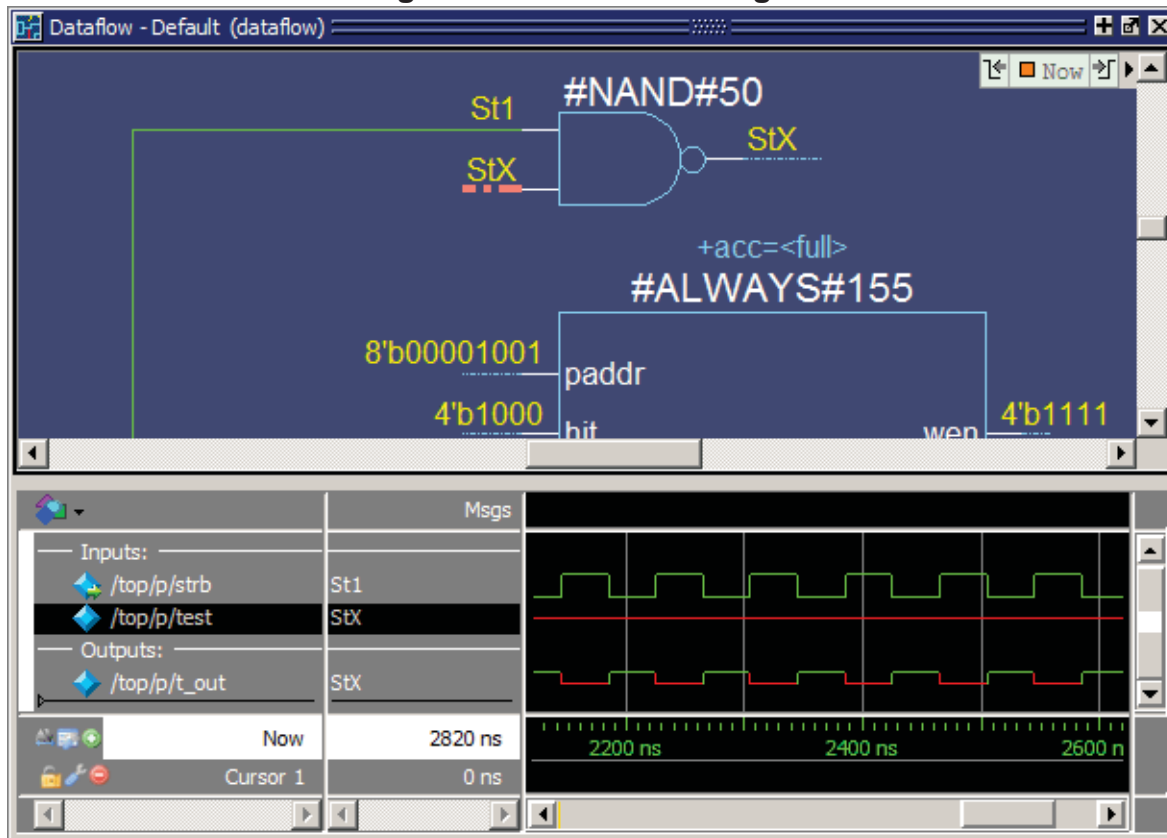 Dataflow - Default (dataflow)
Now
#NAND#50
St1
StX
StX
+acc=<full>
#ALWAYS#155
8'b00001001
paddr
4'b1000
4'b1111
Msgs
Inputs:
/top/p/strb St1
/top/p/test StX
Outputs:
/top/p/t_out StX
Now 2820 ns
2200 ns 2400 ns 2600 n
Cursor 1 0 ns